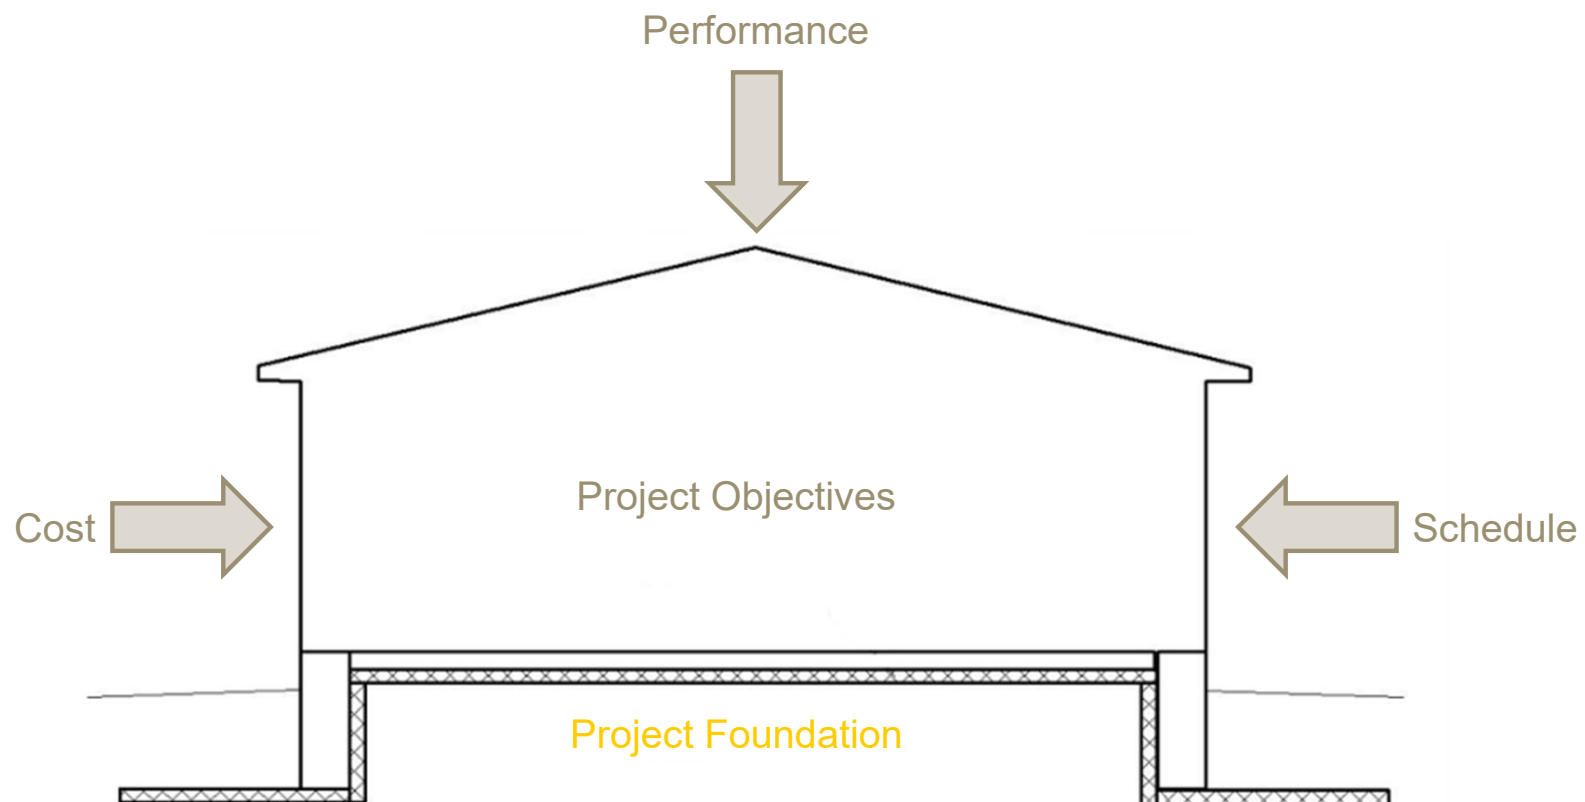 Performance
Project Objectives
Cost
Schedule
Project Foundation